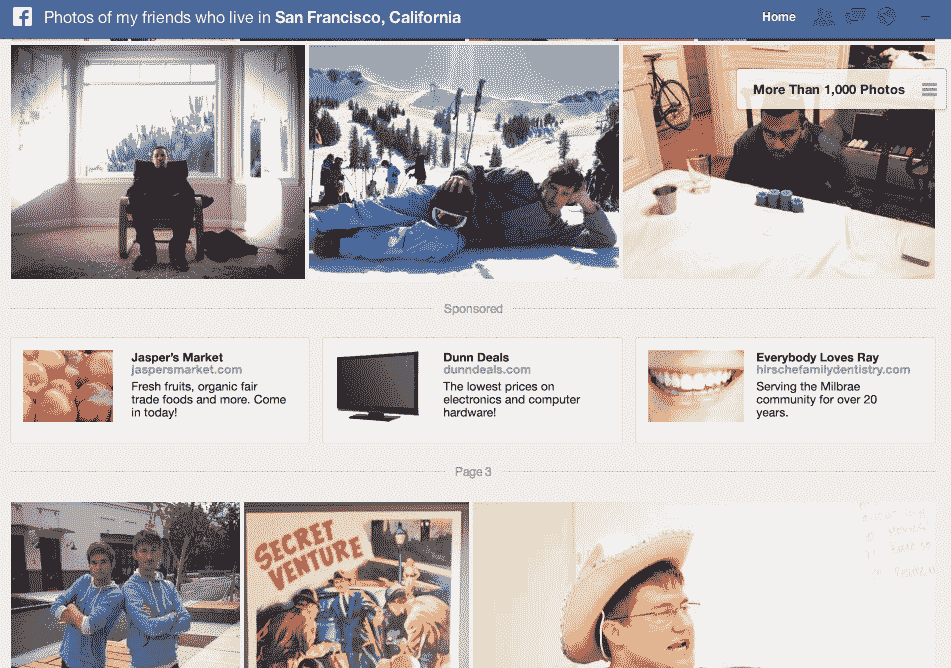 Photos of my friends who live in San Francisco, California
Home
More Than 1,000 Photos
Sponsored
Jasper's Market
jaspersmarket.com
Fresh fruits, organic fair
trade foods and more. Come
in today!
Dunn Deals
dunndeals.com
The lowest prices on
electronics and computer
hardware!
Everybody Loves Ray
hirschefamilydentistry.com
Serving the Milbrae
community for over 20
years.
Page 3
SECRET
VENTURE